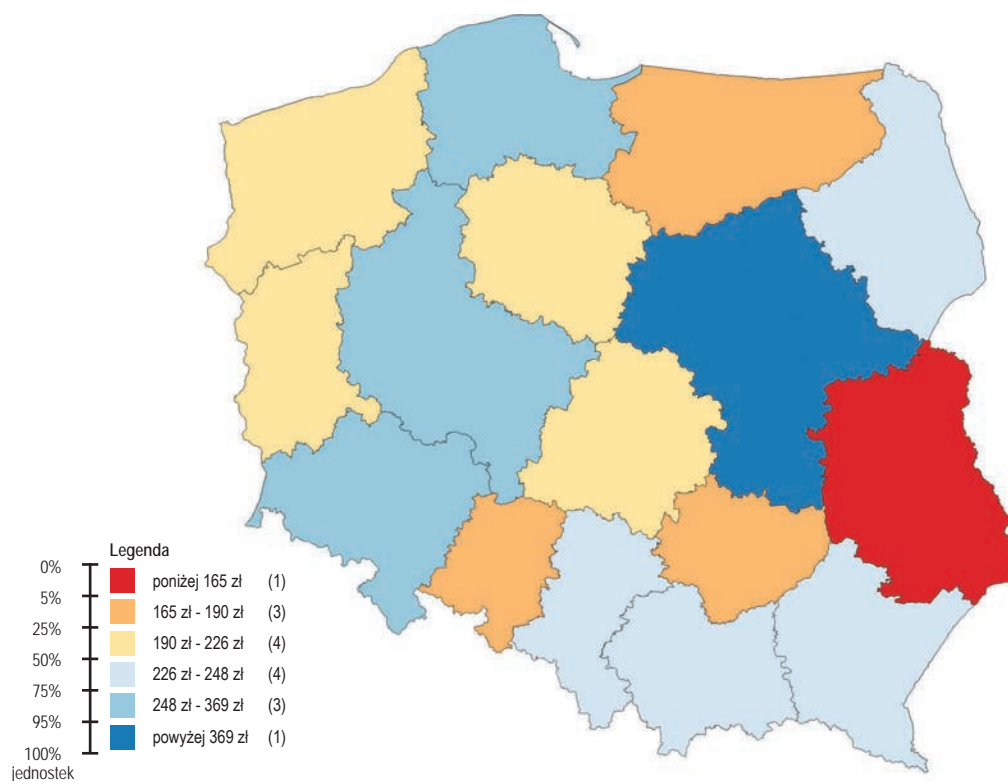 Legenda
0%
poniżej 165 zł (1)
5%
165 zł - 190 zł (3)
25%
190 zł - 226 zł (4)
50%
226 zł - 248 zł (4)
75%
248 zł - 369 zł (3)
95%
powyżej 369 zł (1)
100%
jednostek